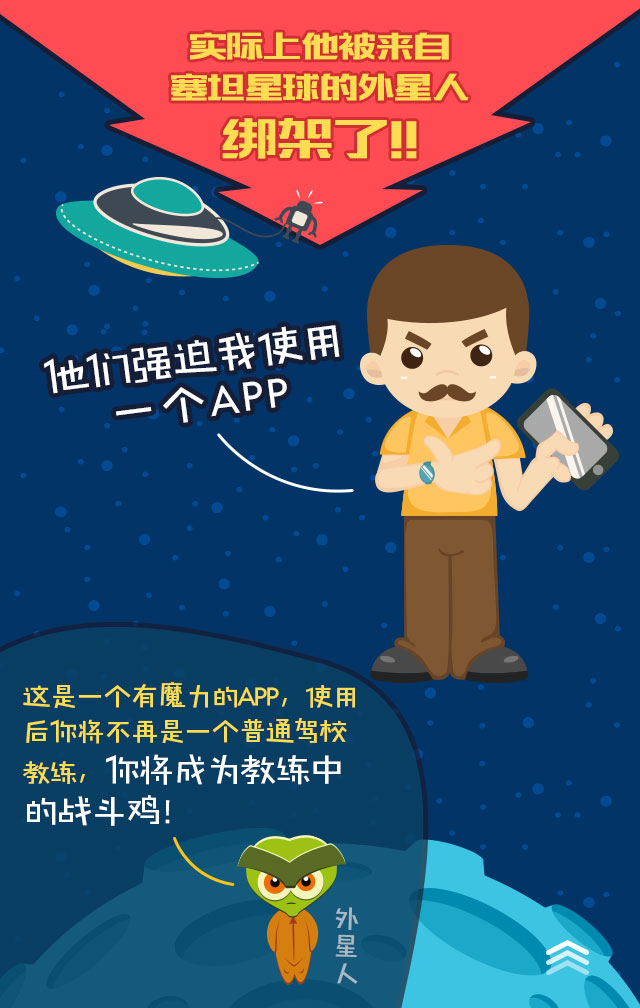 实际上他被来自
塞坦星球的外星人
绑架了!!
他们强迫我使用
一个APP
这是一个有魔力的APP，使用
后你将不再是一个普通驾校
教练，你将成为教练中
的战斗鸡!
外星人